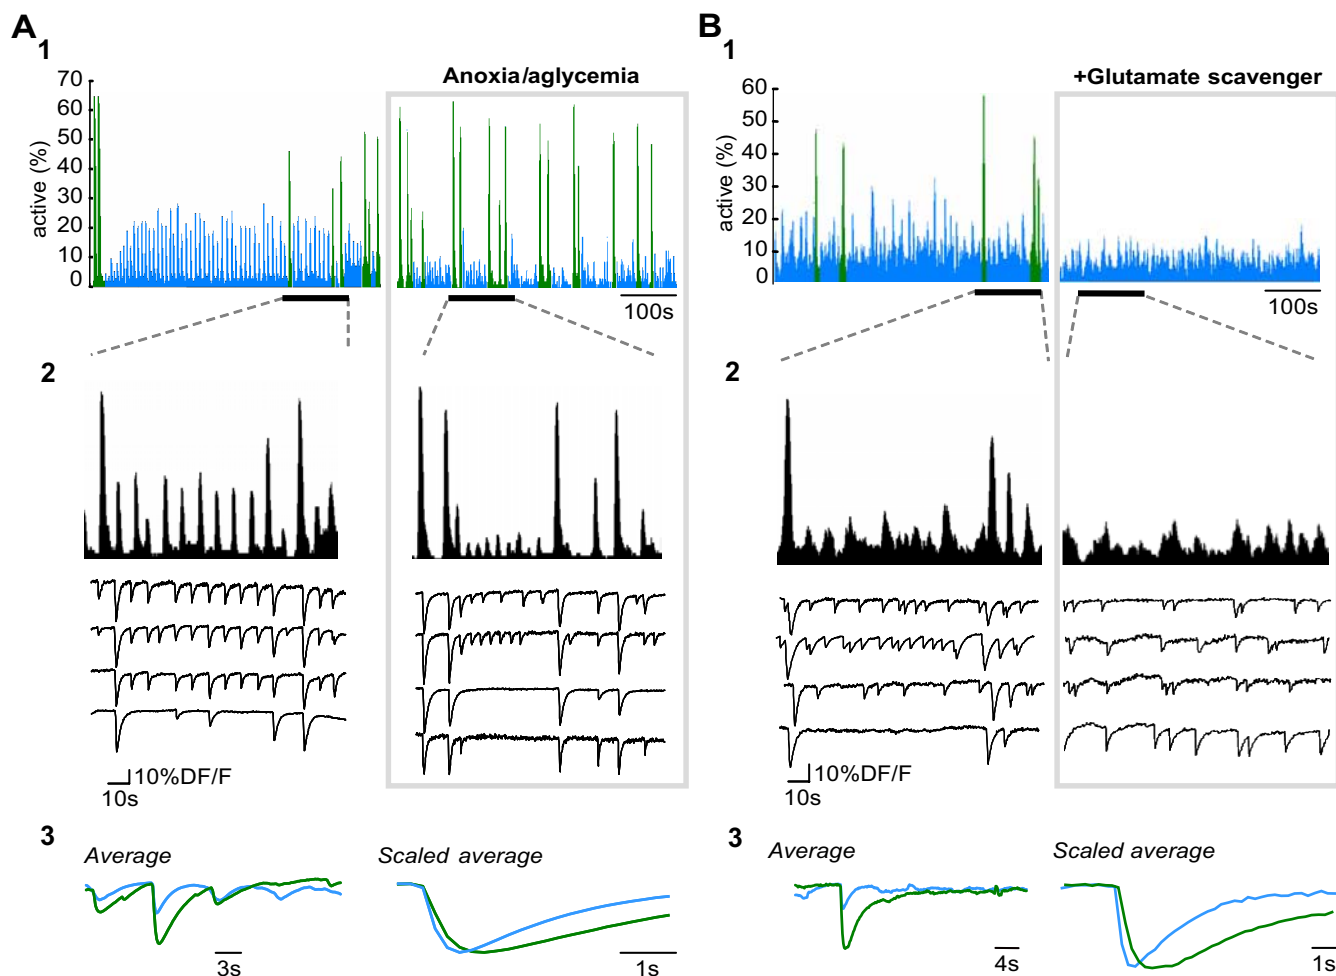 A
1
Anoxia/aglycemia
70
60
50
40
30
20
10
0
active (%)
100s
2
10%DF/F
10s
3
Average
Scaled average
3s
1s
B
1
+Glutamate scavenger
60
50
40
30
20
10
0
active (%)
100s
2
10%DF/F
10s
3
Average
Scaled average
4s
1s